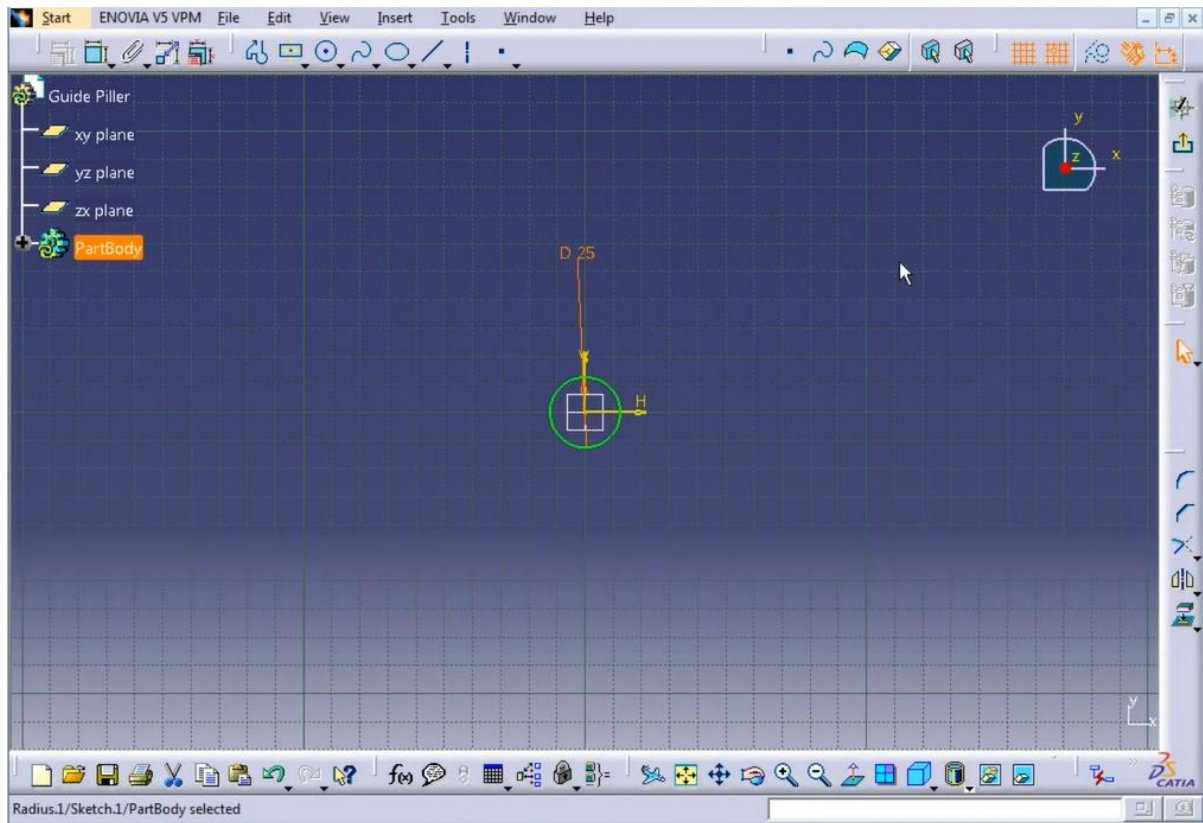 Start ENOVIA V5 VPM File Edit View Insert Tools Window Help
Guide Piller
xy plane
yz plane
zx plane
PartBody
y
z
x
D 25
V
H
y
x
f(x)
CATIA
Radius.1/Sketch.1/PartBody selected